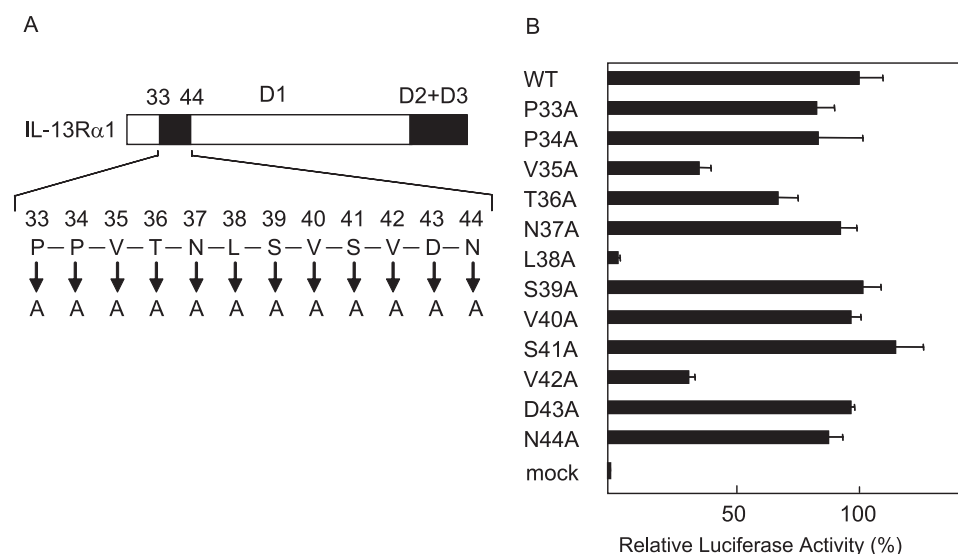 A
33 44 D1 D2+D3
IL-13Rα1
33 34 35 36 37 38 39 40 41 42 43 44
P–P–V–T–N–L–S–V–S–V–D–N
A A A A A A A A A A A A
B
WT
P33A
P34A
V35A
T36A
N37A
L38A
S39A
V40A
S41A
V42A
D43A
N44A
mock
50 100
Relative Luciferase Activity (%)